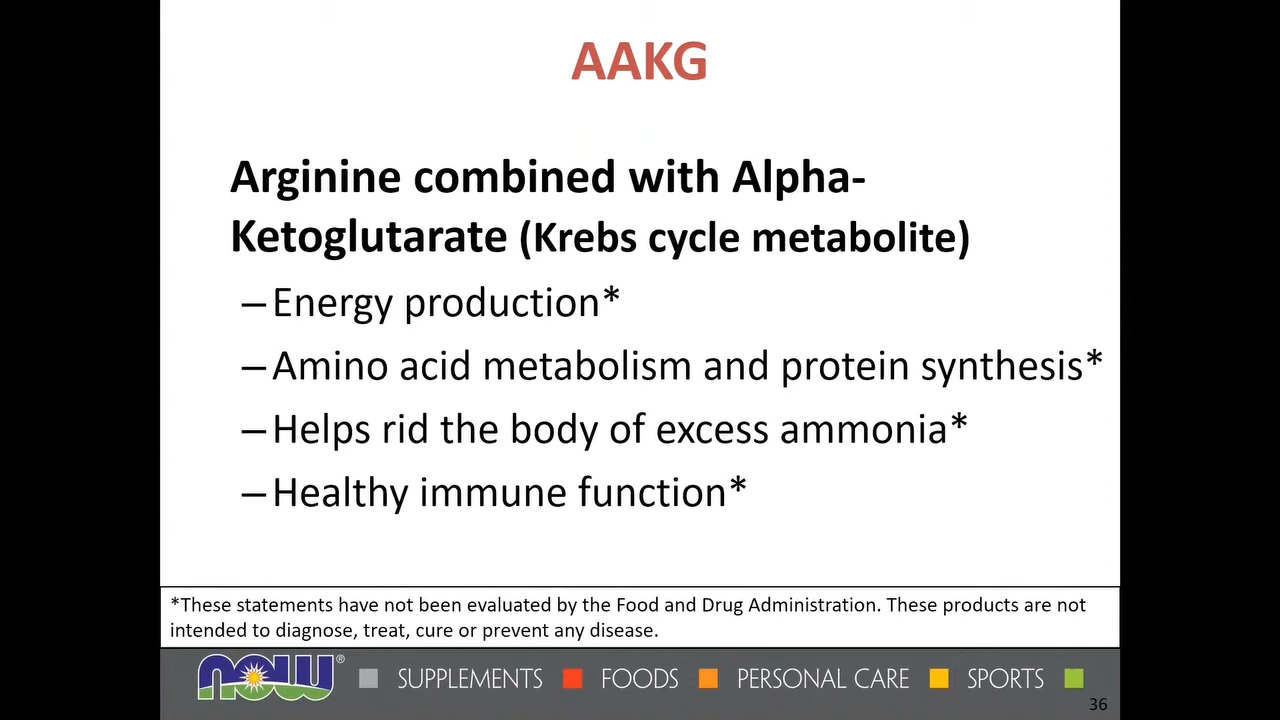 AAKG
Arginine combined with Alpha-
Ketoglutarate (Krebs cycle metabolite)
–Energy production*
–Amino acid metabolism and protein synthesis*
–Helps rid the body of excess ammonia*
–Healthy immune function*
*These statements have not been evaluated by the Food and Drug Administration. These products are not
intended to diagnose, treat, cure or prevent any disease.
now® SUPPLEMENTS FOODS PERSONAL CARE SPORTS
36